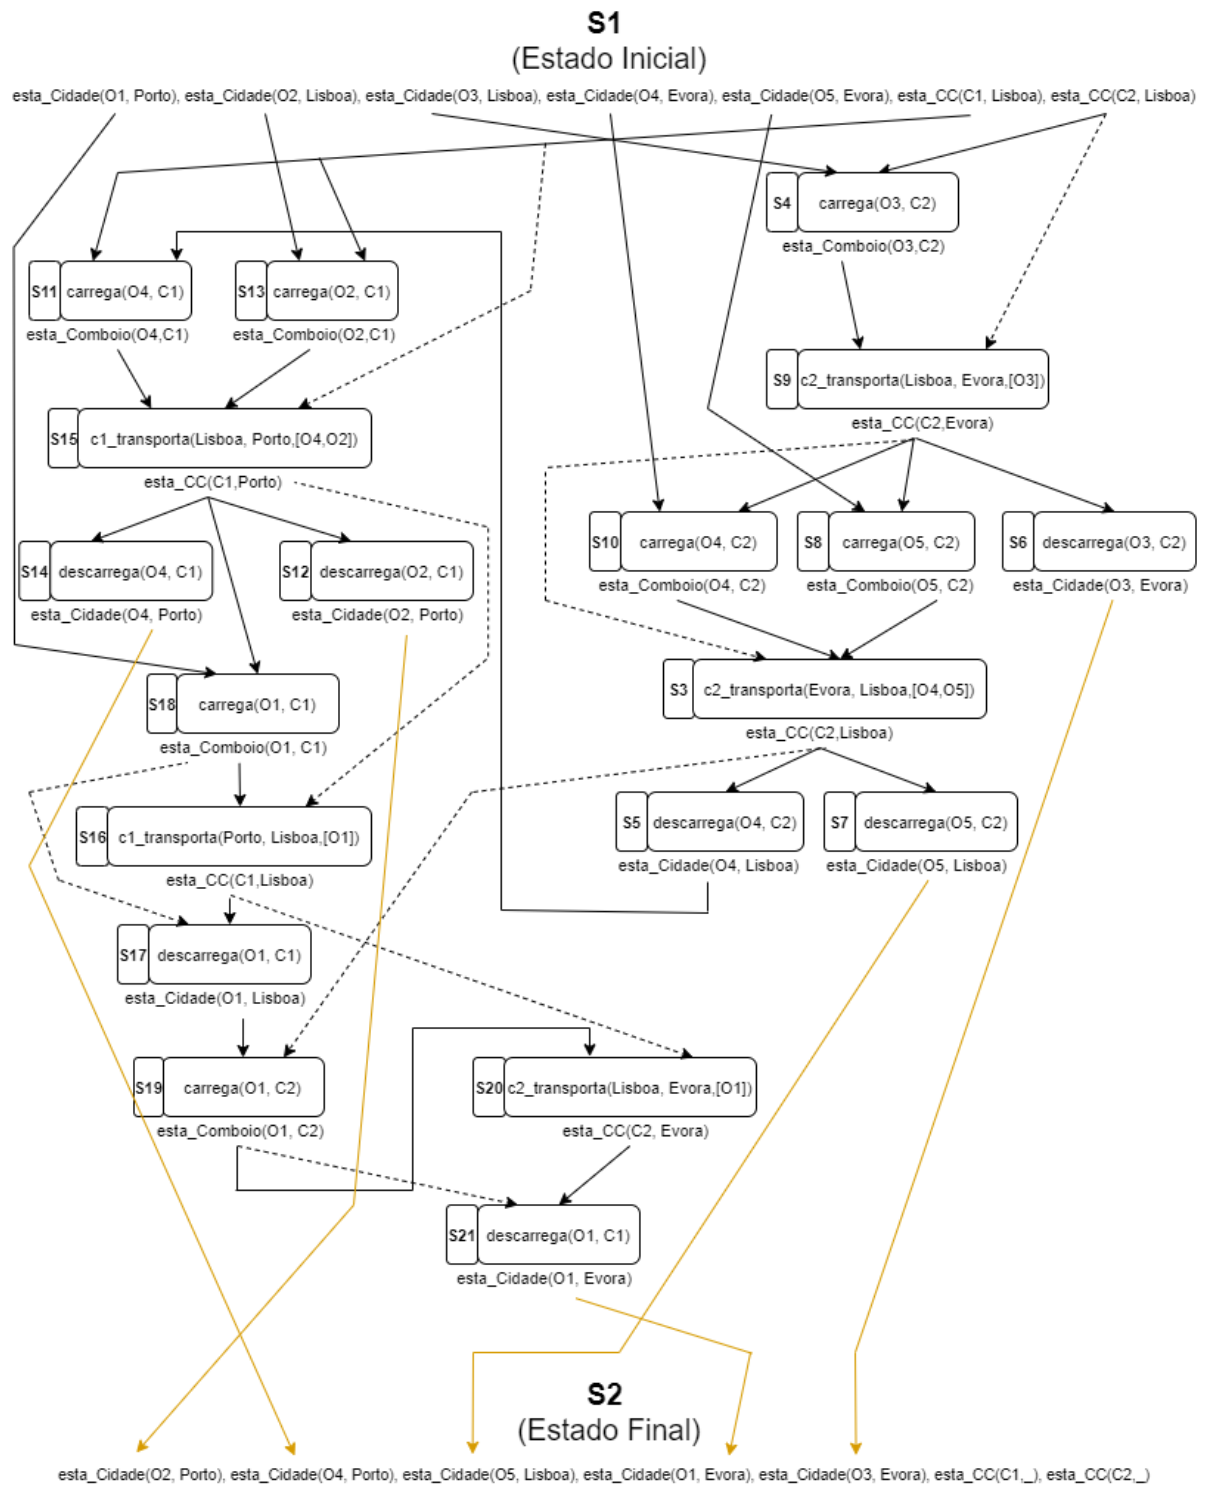 S1
(Estado Inicial)
esta_Cidade(O1, Porto), esta_Cidade(O2, Lisboa), esta_Cidade(O3, Lisboa), esta_Cidade(O4, Evora), esta_Cidade(O5, Evora), esta_CC(C1, Lisboa), esta_CC(C2, Lisboa)
S4 carrega(O3, C2)
esta_Comboio(O3,C2)
S11 carrega(O4, C1)
esta_Comboio(O4,C1)
S13 carrega(O2, C1)
esta_Comboio(O2,C1)
S9 c2_transporta(Lisboa, Evora,[O3])
esta_CC(C2,Evora)
S15 c1_transporta(Lisboa, Porto,[O4,O2])
esta_CC(C1,Porto)
S10 carrega(O4, C2)
esta_Comboio(O4, C2)
S8 carrega(O5, C2)
esta_Comboio(O5, C2)
S6 descarrega(O3, C2)
esta_Cidade(O3, Evora)
S14 descarrega(O4, C1)
esta_Cidade(O4, Porto)
S12 descarrega(O2, C1)
esta_Cidade(O2, Porto)
S3 c2_transporta(Evora, Lisboa,[O4,O5])
esta_CC(C2,Lisboa)
S18 carrega(O1, C1)
esta_Comboio(O1, C1)
S5 descarrega(O4, C2)
esta_Cidade(O4, Lisboa)
S7 descarrega(O5, C2)
esta_Cidade(O5, Lisboa)
S16 c1_transporta(Porto, Lisboa,[O1])
esta_CC(C1,Lisboa)
S17 descarrega(O1, C1)
esta_Cidade(O1, Lisboa)
S19 carrega(O1, C2)
esta_Comboio(O1, C2)
S20 c2_transporta(Lisboa, Evora,[O1])
esta_CC(C2, Evora)
S21 descarrega(O1, C1)
esta_Cidade(O1, Evora)
S2
(Estado Final)
esta_Cidade(O2, Porto), esta_Cidade(O4, Porto), esta_Cidade(O5, Lisboa), esta_Cidade(O1, Evora), esta_Cidade(O3, Evora), esta_CC(C1,_), esta_CC(C2,_)